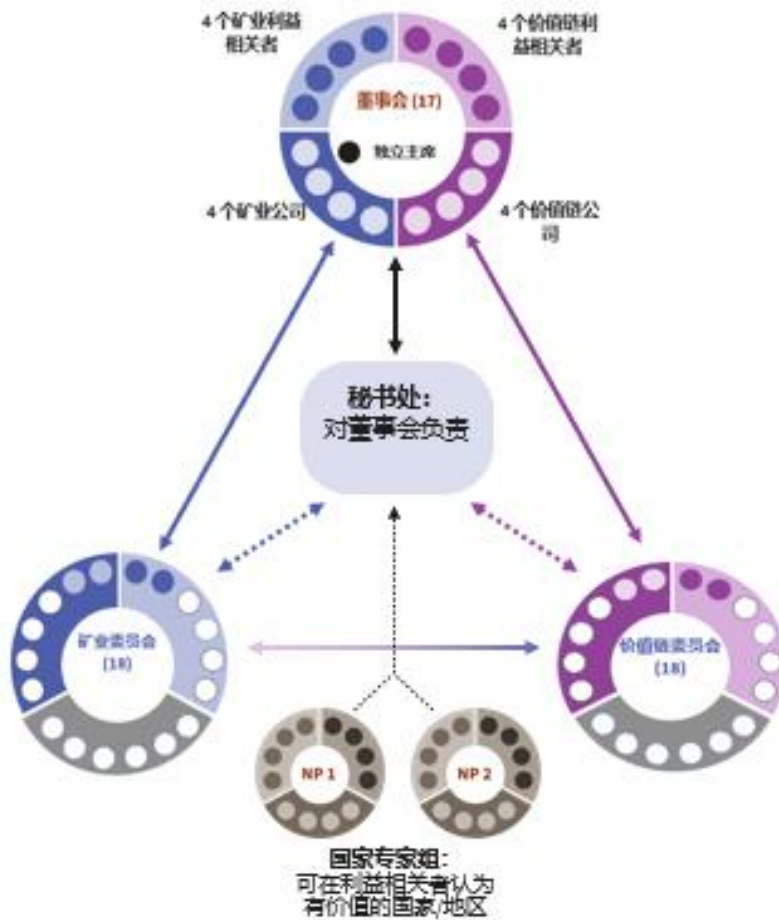 4 个矿业利益
相关者
4 个价值链利
益相关者
董事会 (17)
独立主席
4 个矿业公司
4 个价值链公
司
秘书处：
对董事会负责
矿业委员会
(18)
价值链委员会
(18)
NP 1
NP 2
国家专家组：
可在利益相关者认为
有价值的国家/地区